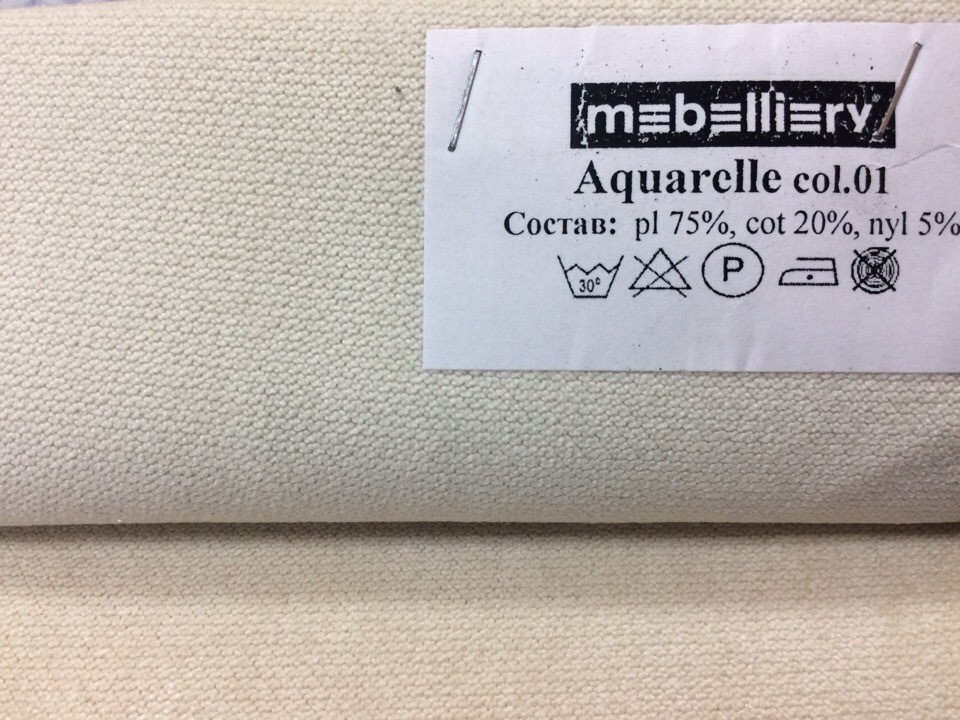 mebelliery
Aquarelle col.01
Состав: pl 75%, cot 20%, nyl 5%
30° P